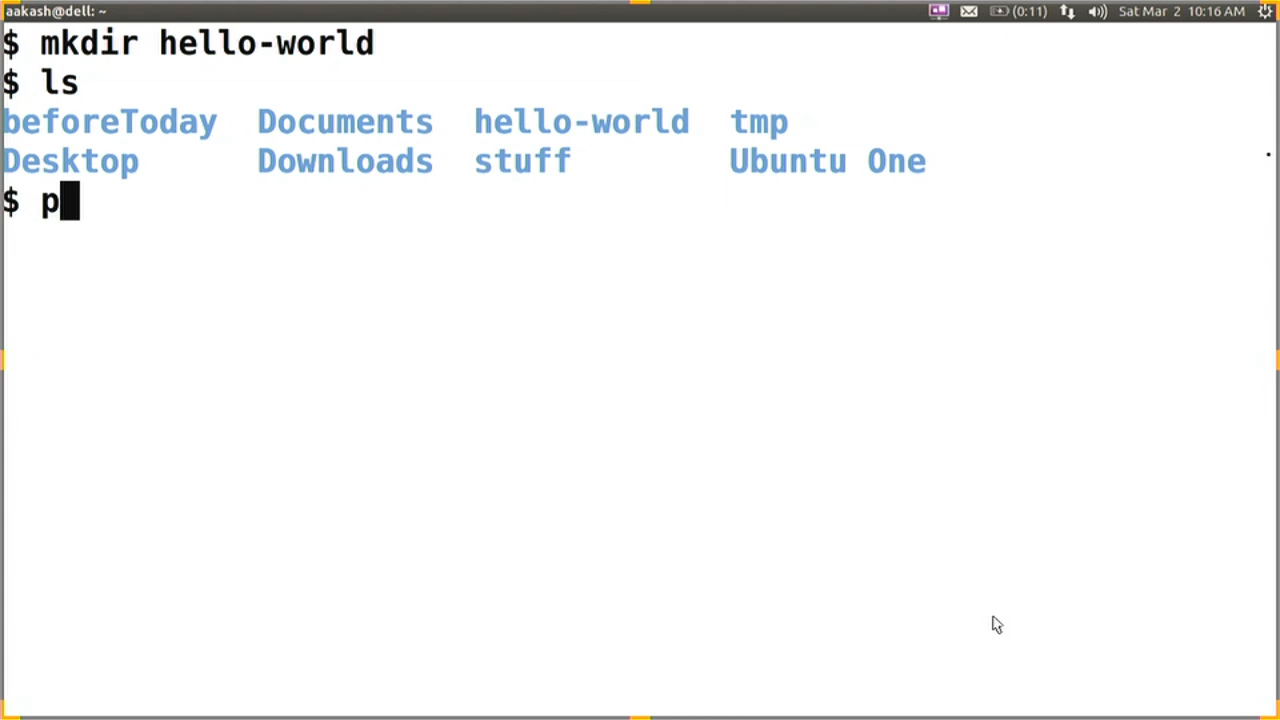 aakash@dell: ~ (0:11) Sat Mar 2 10:16 AM
$ mkdir hello-world
$ ls
beforeToday Documents hello-world tmp
Desktop Downloads stuff Ubuntu One
$ p